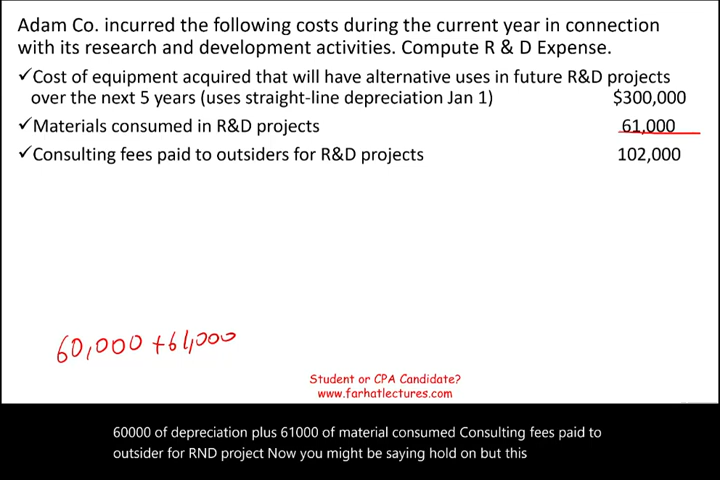 Adam Co. incurred the following costs during the current year in connection
with its research and development activities. Compute R & D Expense.
✓Cost of equipment acquired that will have alternative uses in future R&D projects
over the next 5 years (uses straight-line depreciation Jan 1) $300,000
✓Materials consumed in R&D projects 61,000
✓Consulting fees paid to outsiders for R&D projects 102,000
60,000 + 61,000
Student or CPA Candidate?
www.farhatlectures.com
60000 of depreciation plus 61000 of material consumed Consulting fees paid to
outsider for RND project Now you might be saying hold on but this